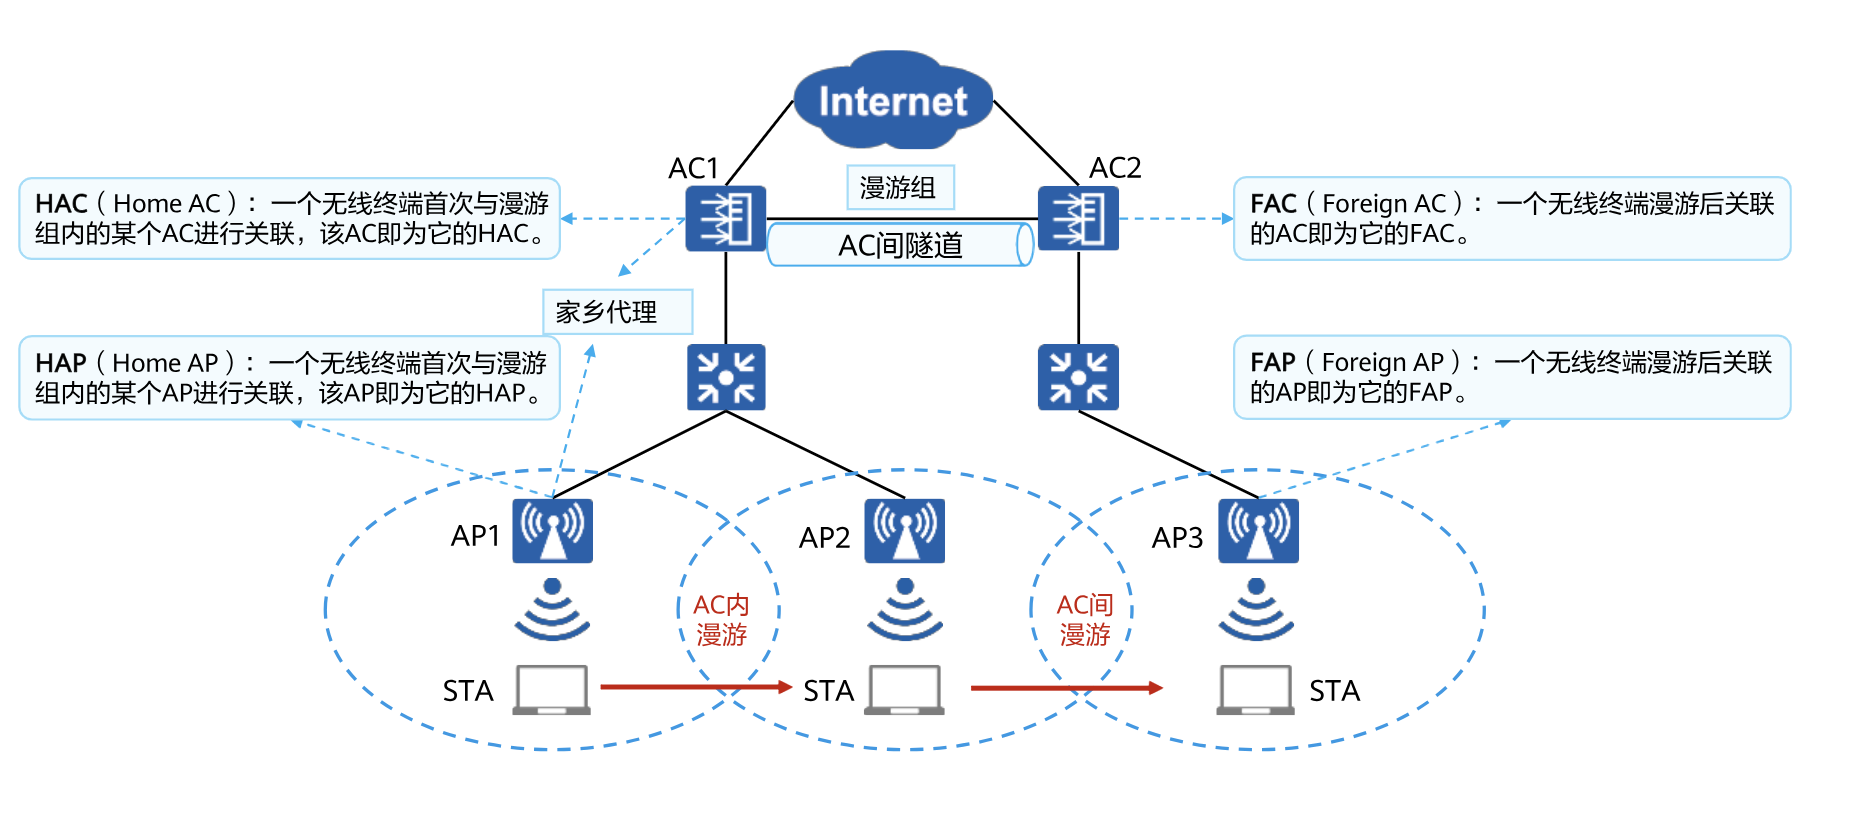 Internet
AC1
AC2
漫游组
HAC（Home AC）：一个无线终端首次与漫游
组内的某个AC进行关联，该AC即为它的HAC。
AC间隧道
FAC（Foreign AC）：一个无线终端漫游后关联
的AC即为它的FAC。
家乡代理
HAP（Home AP）：一个无线终端首次与漫游
组内的某个AP进行关联，该AP即为它的HAP。
FAP（Foreign AP）：一个无线终端漫游后关联
的AP即为它的FAP。
AP1
AP2
AP3
AC内
漫游
AC间
漫游
STA
STA
STA